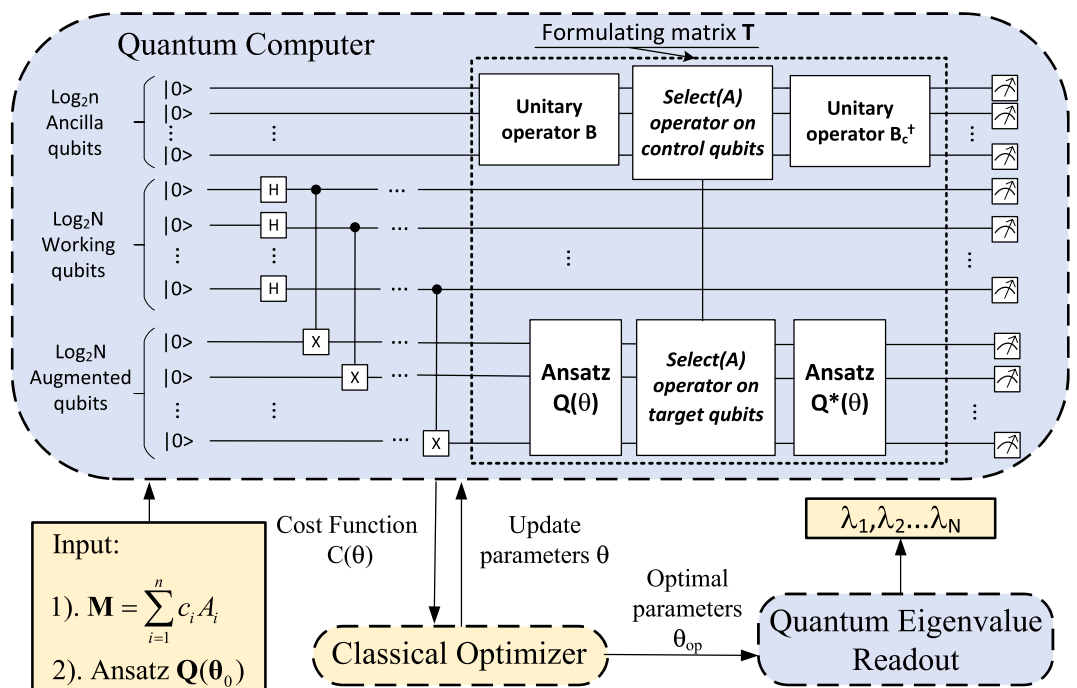 Quantum Computer
Formulating matrix T
Log₂n
Ancilla
qubits
|0>
|0>
⋮
|0>
⋮
Unitary
operator B
Select(A)
operator on
control qubits
Unitary
operator B_c†
⋮
Log₂N
Working
qubits
|0>
|0>
⋮
|0>
H
H
⋮
H
...
...
...
⋮
⋮
Log₂N
Augmented
qubits
|0>
|0>
⋮
|0>
⋮
X
X
X
...
...
...
Ansatz
Q(θ)
Select(A)
operator on
target qubits
Ansatz
Q*(θ)
⋮
Input:
1). M = ∑_{i=1}^{n} c_i A_i
2). Ansatz Q(θ₀)
Cost Function
C(θ)
Update
parameters θ
Classical Optimizer
Optimal
parameters
θ_op
λ₁,λ₂...λ_N
Quantum Eigenvalue
Readout